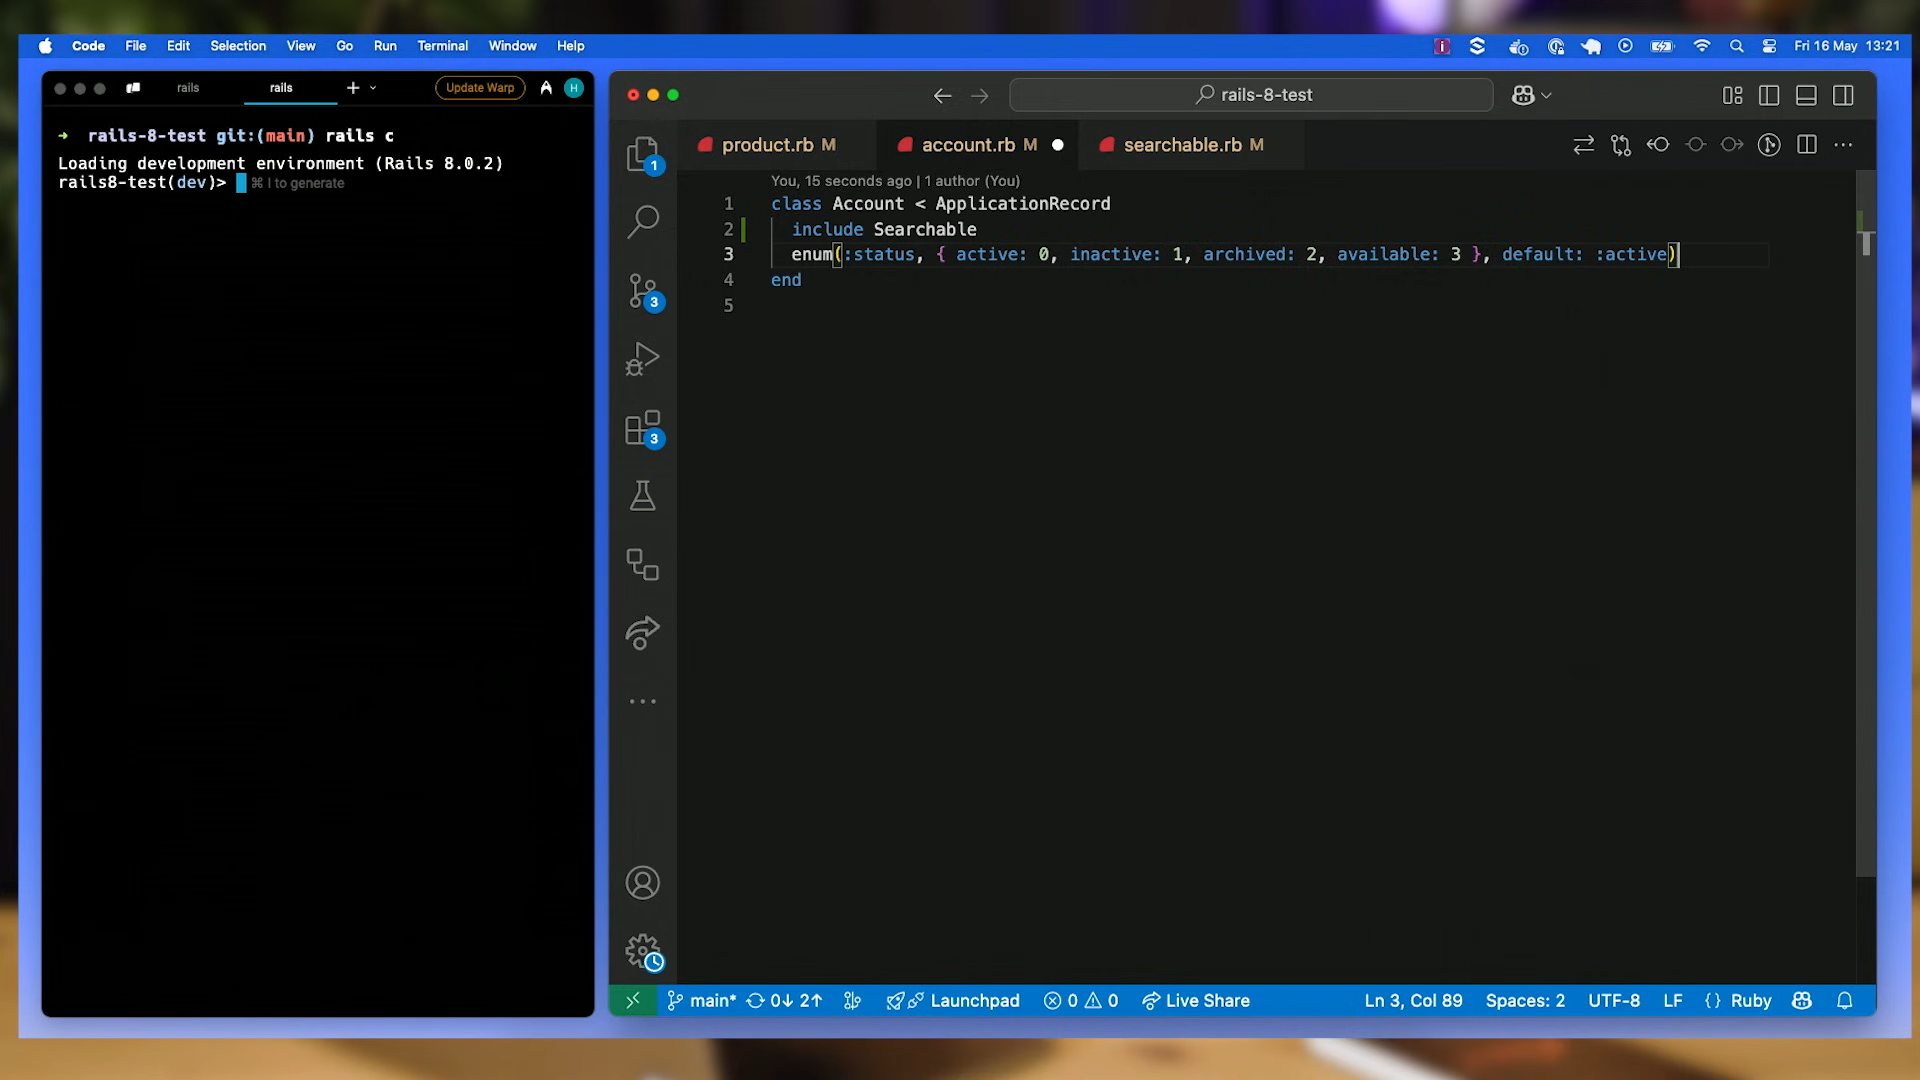 Code File Edit Selection View Go Run Terminal Window Help Fri 16 May 13:21
rails rails Update Warp H
➜ rails-8-test git:(main) rails c
Loading development environment (Rails 8.0.2)
rails8-test(dev)> ⌘ I to generate
rails-8-test
product.rb M account.rb M searchable.rb M
You, 15 seconds ago | 1 author (You)
1 class Account < ApplicationRecord
2 include Searchable
3 enum(:status, { active: 0, inactive: 1, archived: 2, available: 3 }, default: :active)
4 end
5
1
3
3
main* 0↓ 2↑ Launchpad 0 0 Live Share Ln 3, Col 89 Spaces: 2 UTF-8 LF {} Ruby